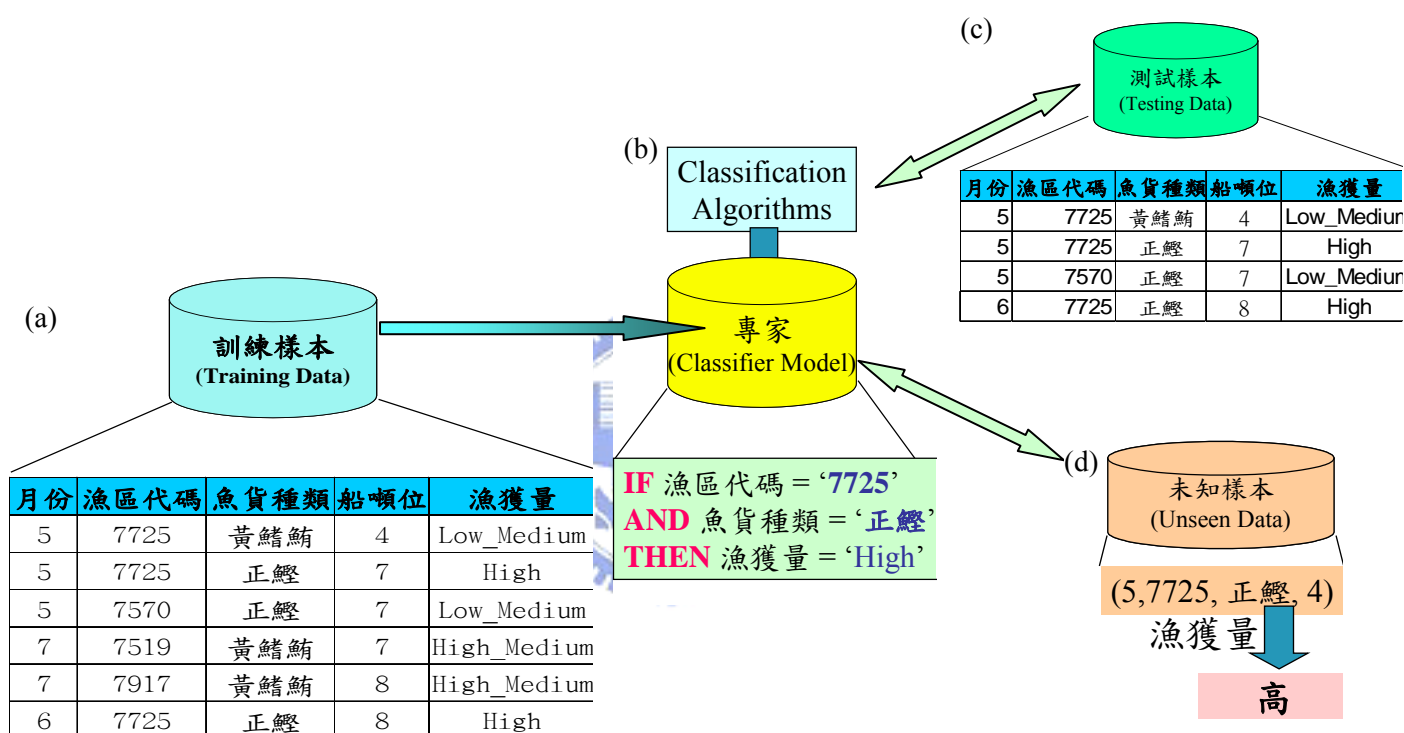 (a)
訓練樣本
(Training Data)
月份 漁區代碼 魚貨種類 船噸位 漁獲量
5 7725 黃鰭鮪 4 Low_Medium
5 7725 正鰹 7 High
5 7570 正鰹 7 Low_Medium
7 7519 黃鰭鮪 7 High_Medium
7 7917 黃鰭鮪 8 High_Medium
6 7725 正鰹 8 High
(b)
Classification
Algorithms
專家
(Classifier Model)
IF 漁區代碼 = ‘7725’
AND 魚貨種類 = ‘正鰹’
THEN 漁獲量 = ‘High’
(c)
測試樣本
(Testing Data)
月份 漁區代碼 魚貨種類 船噸位 漁獲量
5 7725 黃鰭鮪 4 Low_Medium
5 7725 正鰹 7 High
5 7570 正鰹 7 Low_Medium
6 7725 正鰹 8 High
(d)
未知樣本
(Unseen Data)
(5,7725, 正鰹, 4)
漁獲量
高